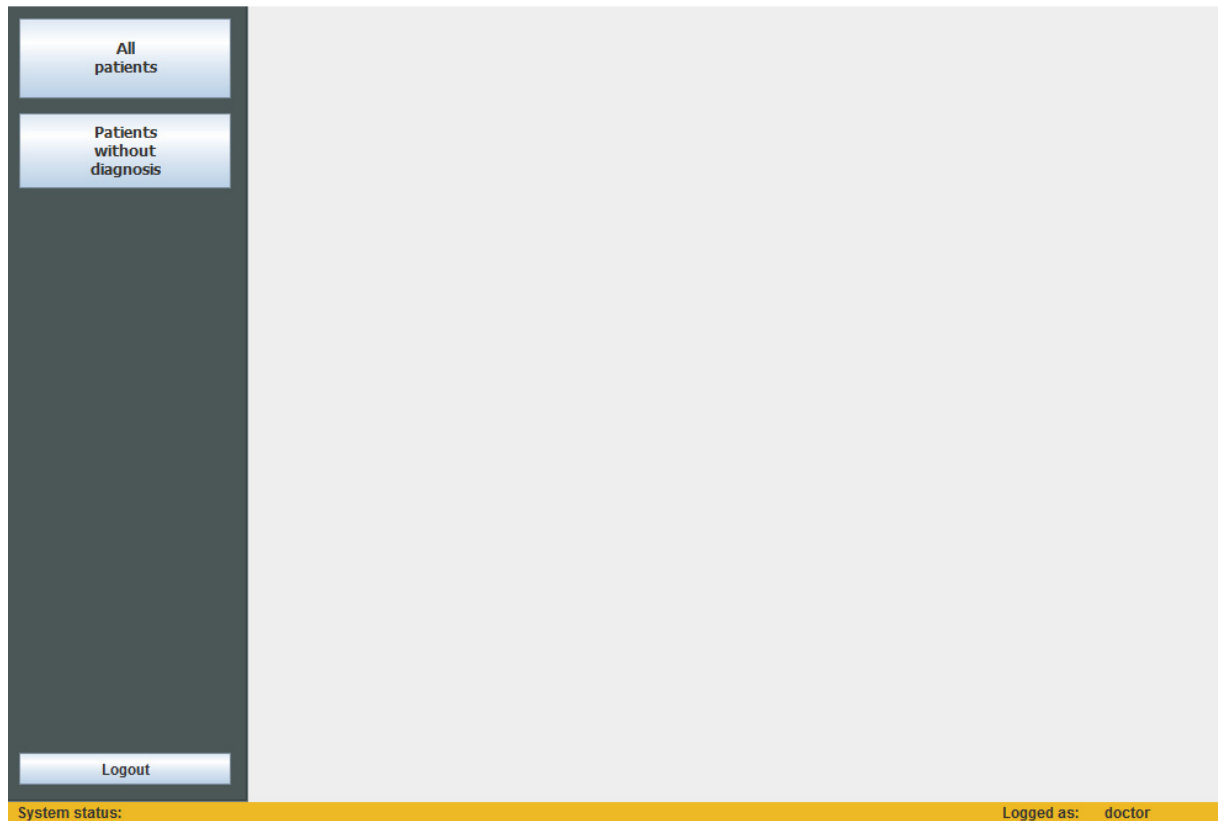 All
patients
Patients
without
diagnosis
Logout
System status:
Logged as: doctor